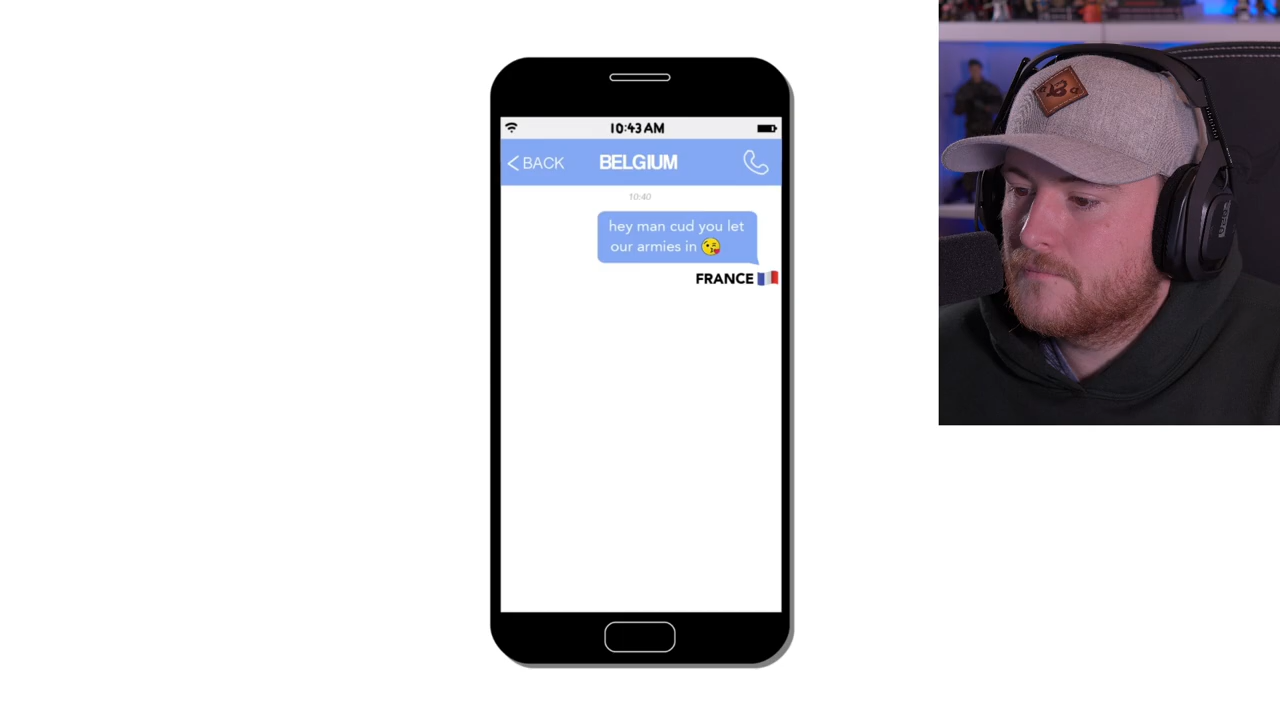 10:43 AM
< BACK
BELGIUM
10:40
hey man cud you let
our armies in 😘
FRANCE 🇫🇷